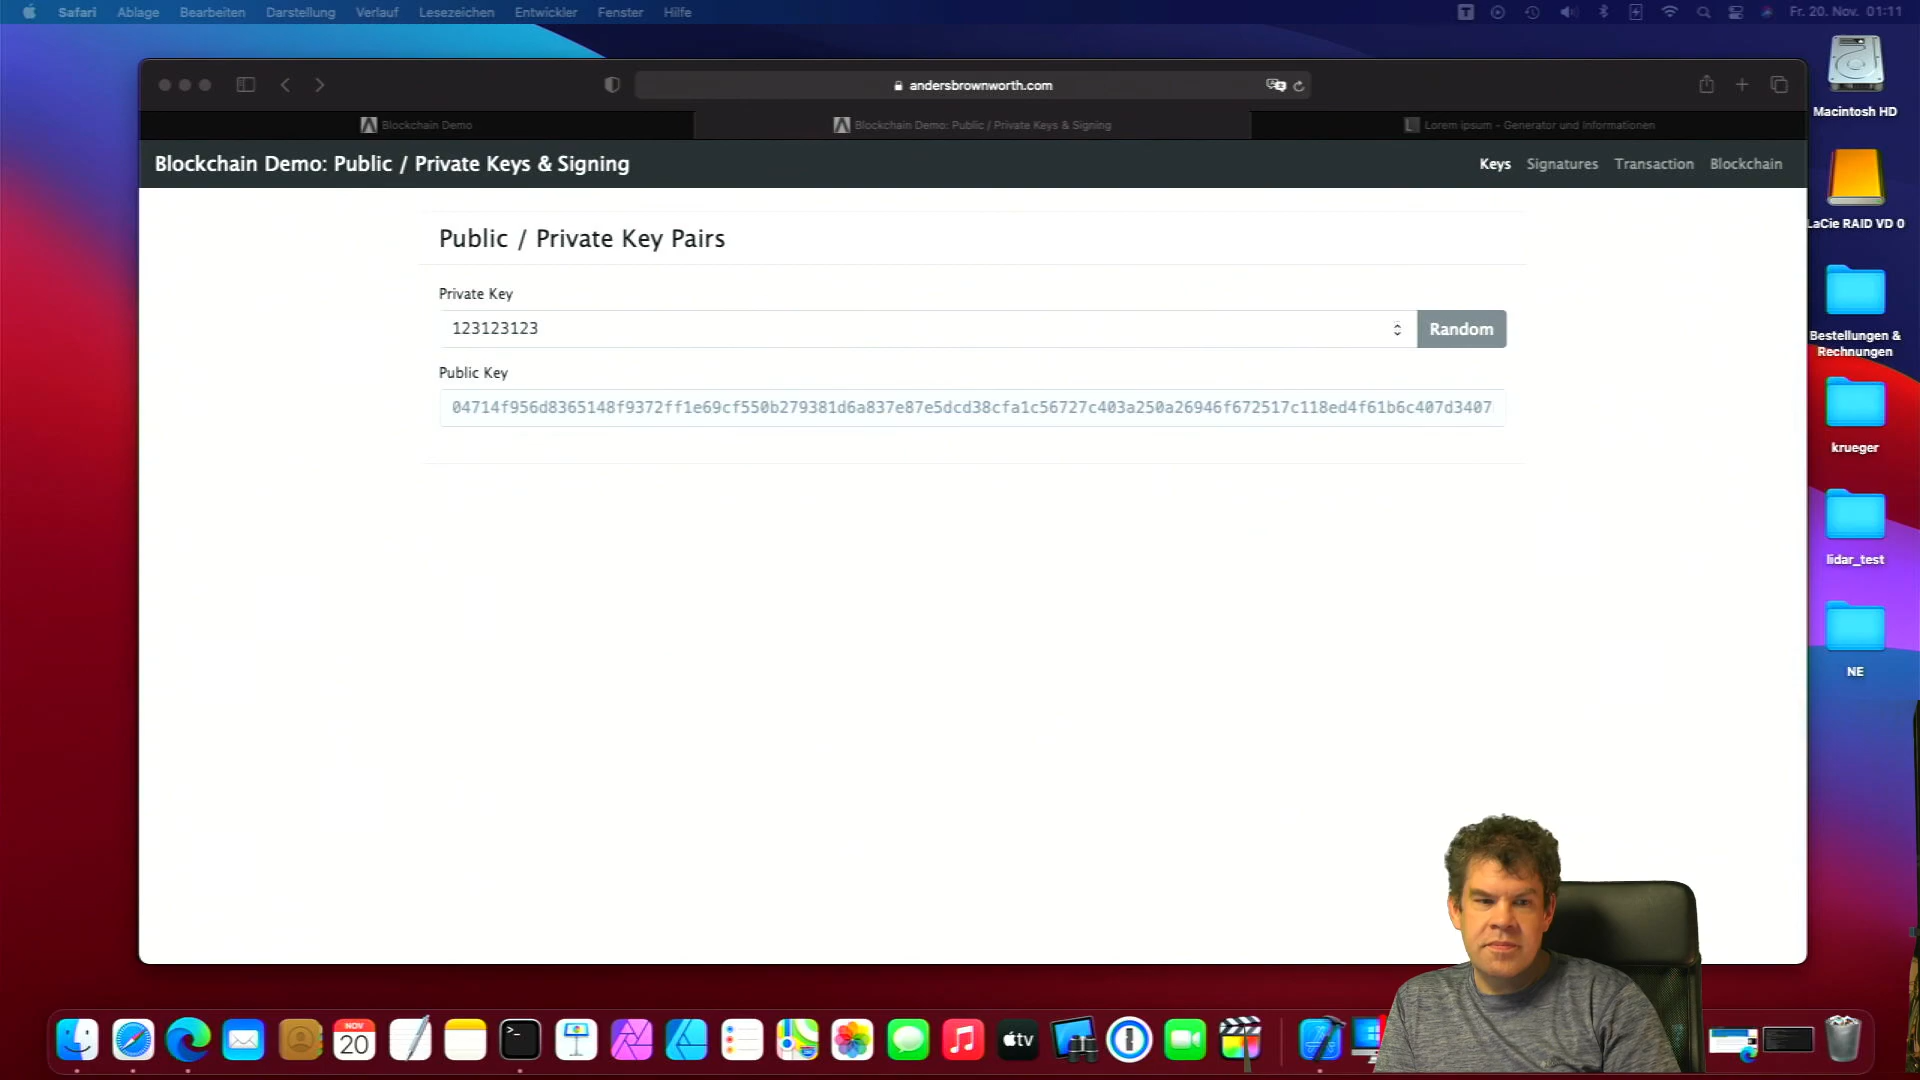 Safari Ablage Bearbeiten Darstellung Verlauf Lesezeichen Entwickler Fenster Hilfe
Fr. 20. Nov. 01:11
andersbrownworth.com
Blockchain Demo
Blockchain Demo: Public / Private Keys & Signing
Lorem ipsum - Generator und Informationen
Blockchain Demo: Public / Private Keys & Signing
Keys Signatures Transaction Blockchain
Public / Private Key Pairs
Private Key
123123123
Random
Public Key
04714f956d8365148f9372ff1e69cf550b279381d6a837e87e5dcd38cfa1c56727c403a250a26946f672517c118ed4f61b6c407d3407
Macintosh HD
LaCie RAID VD 0
Bestellungen &
Rechnungen
krueger
lidar_test
NE
NOV
20
tv